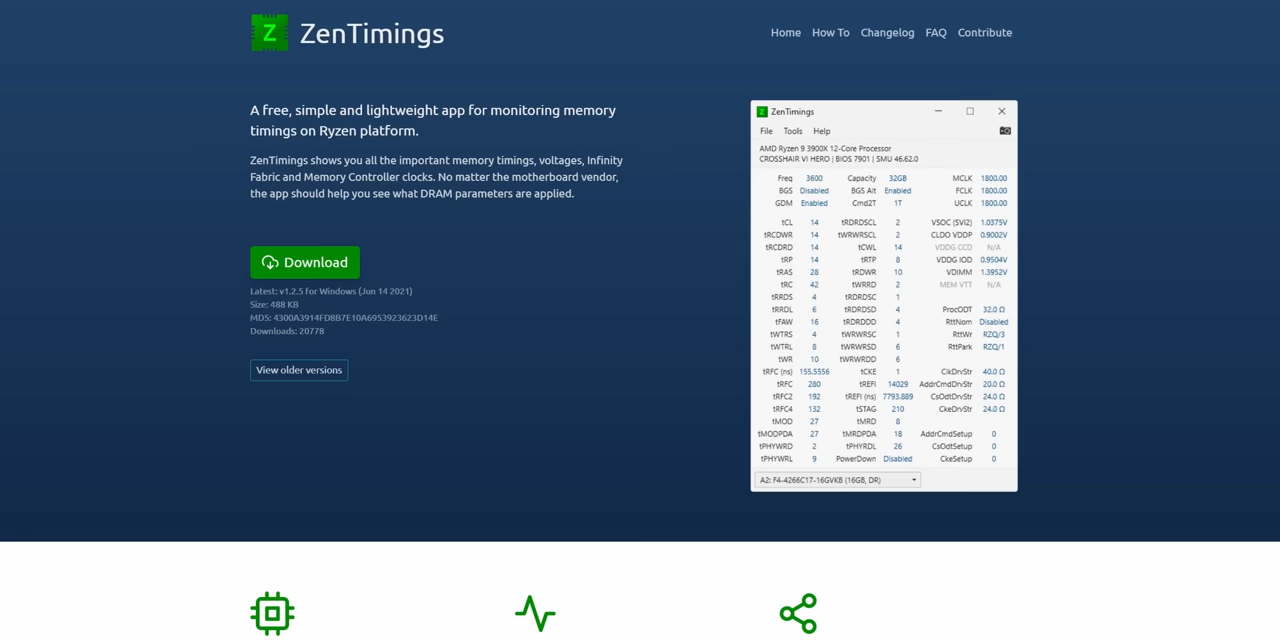 Z ZenTimings
Home How To Changelog FAQ Contribute
A free, simple and lightweight app for monitoring memory
timings on Ryzen platform.
ZenTimings shows you all the important memory timings, voltages, Infinity
Fabric and Memory Controller clocks. No matter the motherboard vendor,
the app should help you see what DRAM parameters are applied.
Download
Latest: v1.2.5 for Windows (Jun 14 2021)
Size: 488 KB
MD5: 4300A3914FD8B7E10A6953923623D14E
Downloads: 20778
View older versions
Z ZenTimings
File Tools Help
AMD Ryzen 9 3900X 12-Core Processor
CROSSHAIR VI HERO | BIOS 7901 | SMU 46.62.0
Freq 3600 Capacity 32GB MCLK 1800.00
BGS Disabled BGS Alt Enabled FCLK 1800.00
GDM Enabled Cmd2T 1T UCLK 1800.00
tCL 14 tRDRDSCL 2 VSOC (SVI2) 1.0375V
tRCDWR 14 tWRWRSCL 2 CLDO VDDP 0.9002V
tRCDRD 14 tCWL 14 VDDG CCD N/A
tRP 14 tRTP 8 VDDG IOD 0.9504V
tRAS 28 tRDWR 10 VDIMM 1.3952V
tRC 42 tWRRD 2 MEM VTT N/A
tRRDS 4 tRDRDSC 1
tRRDL 6 tRDRDSD 4 ProcODT 32.0 Ω
tFAW 16 tRDRDDD 4 RttNom Disabled
tWTRS 4 tWRWRSC 1 RttWr RZQ/3
tWTRL 8 tWRWRSD 6 RttPark RZQ/1
tWR 10 tWRWRDD 6
tRFC (ns) 155.5556 tCKE 1 ClkDrvStr 40.0 Ω
tRFC 280 tREFI 14029 AddrCmdDrvStr 20.0 Ω
tRFC2 192 tREFI (ns) 7793.889 CsOdtDrvStr 24.0 Ω
tRFC4 132 tSTAG 210 CkeDrvStr 24.0 Ω
tMOD 27 tMRD 8
tMODPDA 27 tMRDPDA 18 AddrCmdSetup 0
tPHYWRD 2 tPHYRDL 26 CsOdtSetup 0
tPHYWRL 9 PowerDown Disabled CkeSetup 0
A2: F4-4266C17-16GVKB (16GB, DR)